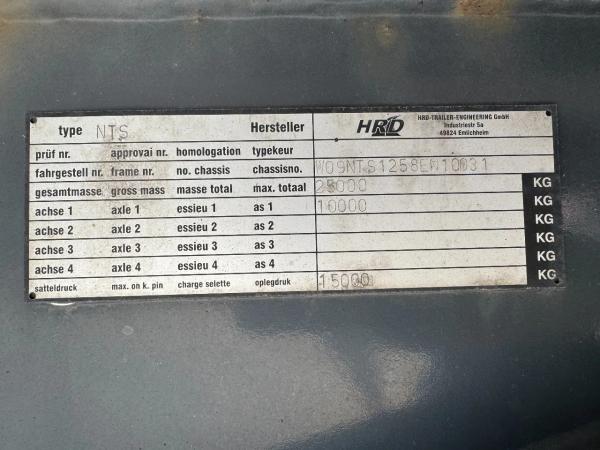 type NTS Hersteller HRD HRD-TRAILER-ENGINEERING GmbH
Industriestr 5a
49824 Emlichheim
prüf nr. approval nr. homologation typekeur
fahrgestell nr. frame nr. no. chassis chassisno.
gesamtmasse gross mass masse total max. totaal 25000 KG
achse 1 axle 1 essieu 1 as 1 10000 KG
achse 2 axle 2 essieu 2 as 2 KG
achse 3 axle 3 essieu 3 as 3 KG
achse 4 axle 4 essieu 4 as 4 KG
satteldruck max. on k. pin charge selette oplegdruk 15000 KG